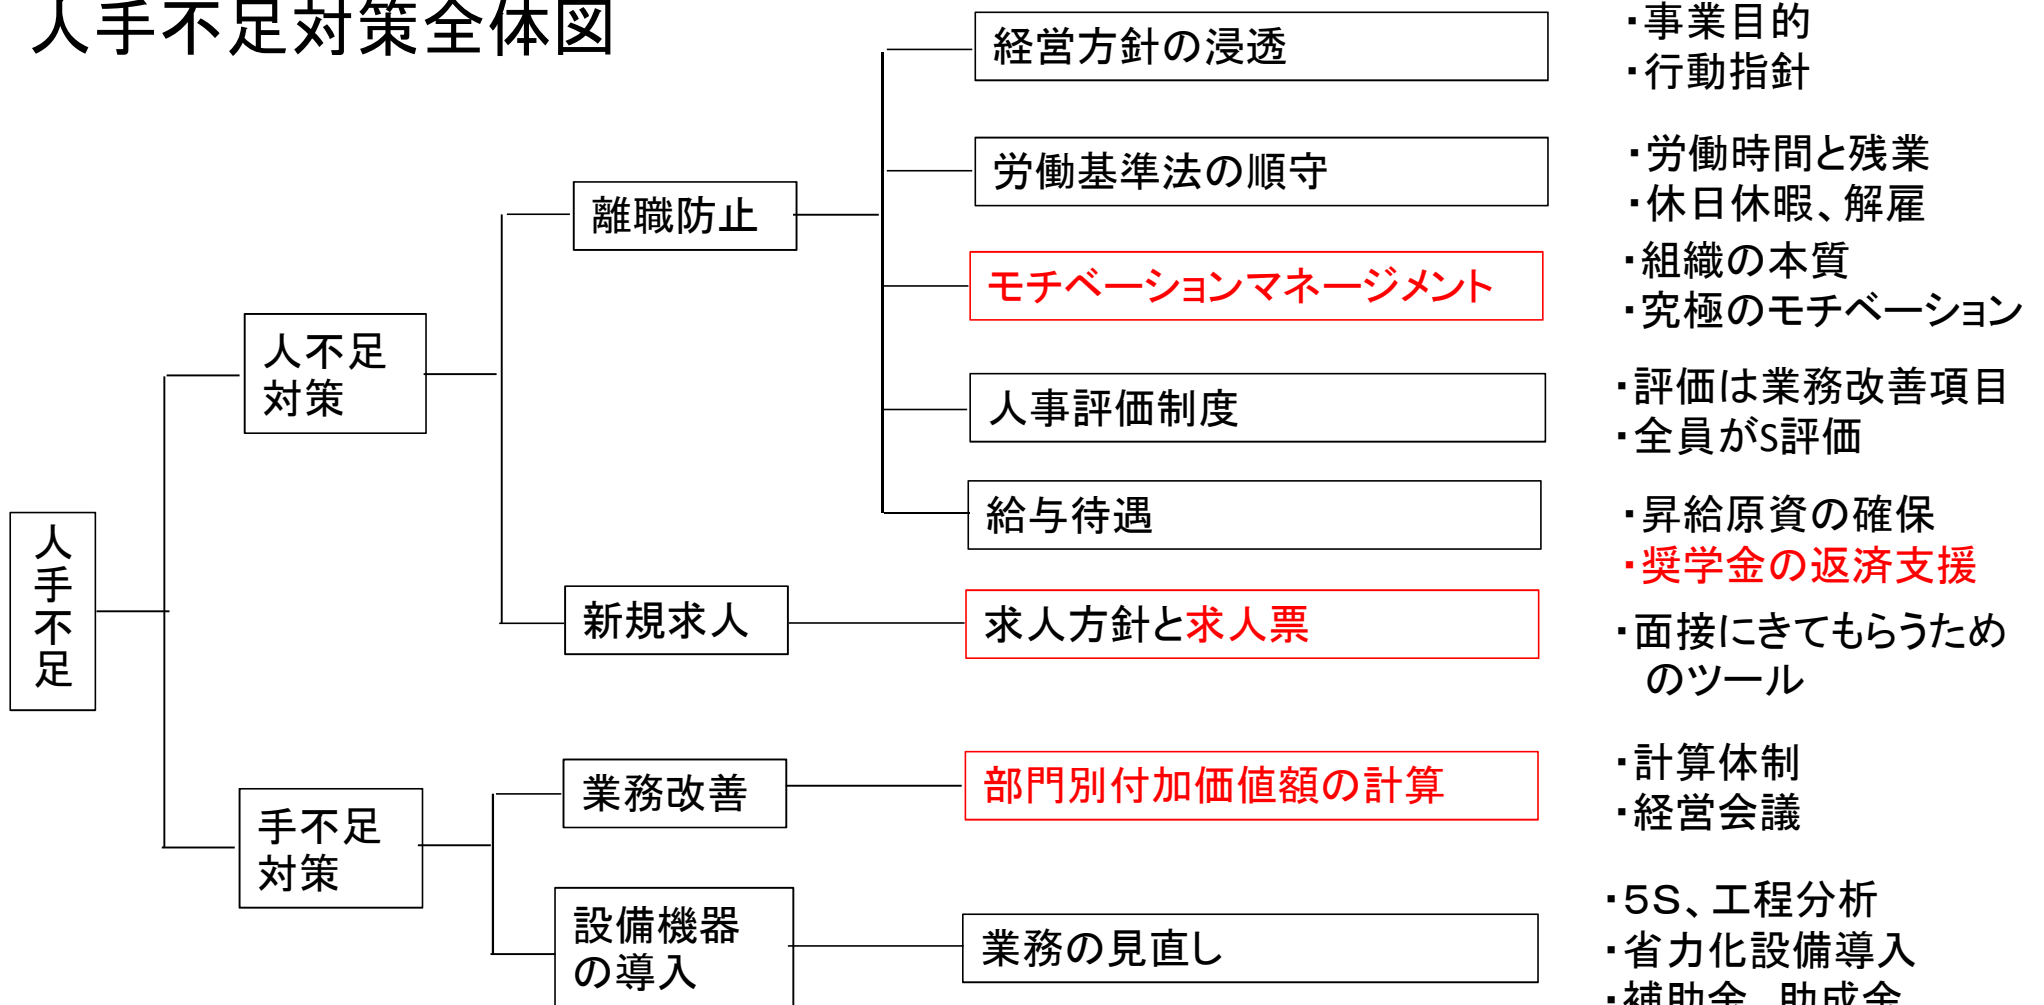 人手不足対策全体図
人手不足
人不足
対策
手不足
対策
離職防止
新規求人
業務改善
設備機器
の導入
経営方針の浸透
・事業目的
・行動指針
労働基準法の順守
・労働時間と残業
・休日休暇、解雇
モチベーションマネージメント
・組織の本質
・究極のモチベーション
人事評価制度
・評価は業務改善項目
・全員がS評価
給与待遇
・昇給原資の確保
・奨学金の返済支援
求人方針と求人票
・面接にきてもらうため
のツール
部門別付加価値額の計算
・計算体制
・経営会議
業務の見直し
・5S、工程分析
・省力化設備導入
・補助金、助成金